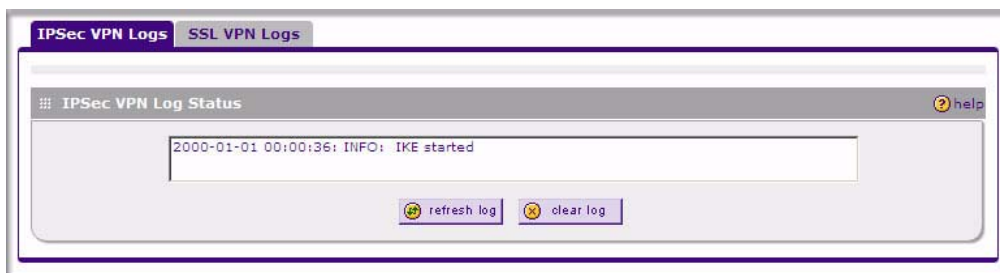 IPSec VPN Logs SSL VPN Logs
IPSec VPN Log Status help
2000-01-01 00:00:36: INFO: IKE started
refresh log clear log